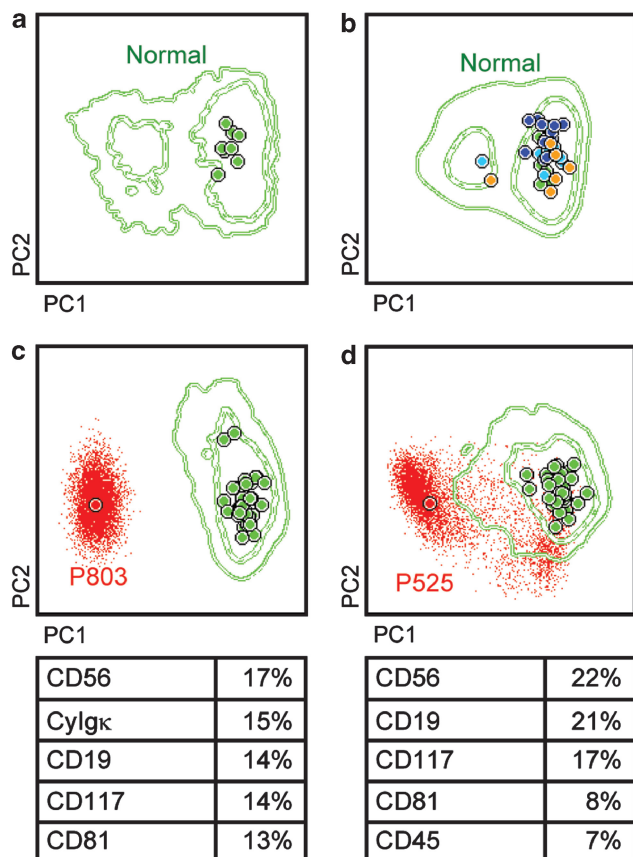 a
Normal
PC2
PC1
b
Normal
PC2
PC1
c
P803
PC2
PC1
d
P525
PC2
PC1
CD56 17%
CyIgκ 15%
CD19 14%
CD117 14%
CD81 13%
CD56 22%
CD19 21%
CD117 17%
CD81 8%
CD45 7%